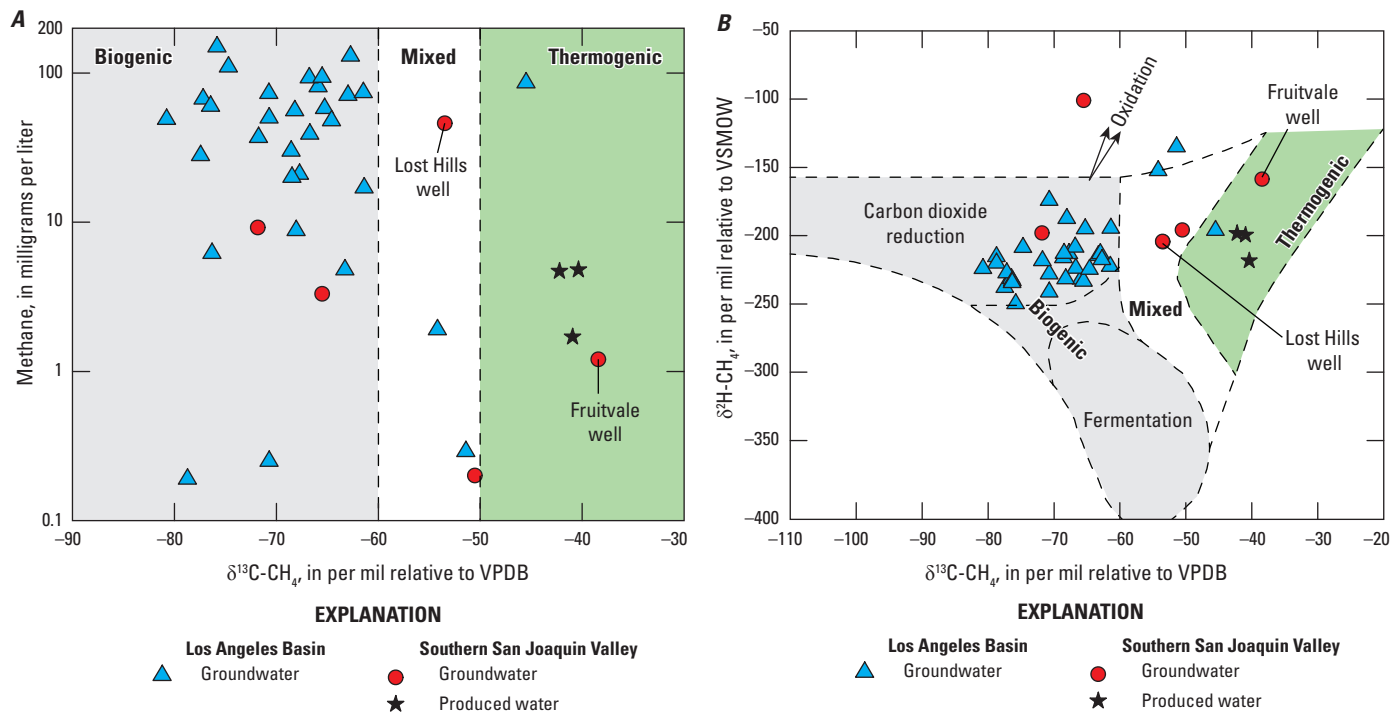 A
200
100
10
1
0.1
Methane, in milligrams per liter
Biogenic
Mixed
Thermogenic
Lost Hills
well
Fruitvale
well
–90
–80
–70
–60
–50
–40
–30
δ¹³C-CH₄, in per mil relative to VPDB
EXPLANATION
Los Angeles Basin
Groundwater
Southern San Joaquin Valley
Groundwater
Produced water
B
–50
–100
–150
–200
–250
–300
–350
–400
δ²H-CH₄, in per mil relative to VSMOW
Oxidation
Fruitvale
well
Carbon dioxide
reduction
Thermogenic
Biogenic
Mixed
Lost Hills
well
Fermentation
–110
–100
–90
–80
–70
–60
–50
–40
–30
–20
δ¹³C-CH₄, in per mil relative to VPDB
EXPLANATION
Los Angeles Basin
Groundwater
Southern San Joaquin Valley
Groundwater
Produced water